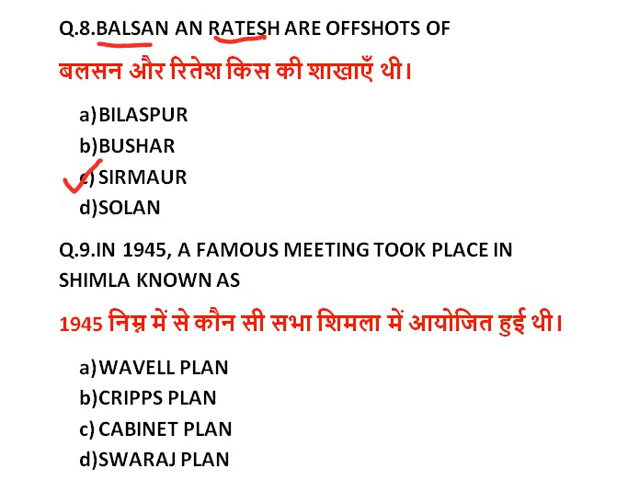 Q.8.BALSAN AN RATESH ARE OFFSHOTS OF
बलसन और रितेश किस की शाखाएँ थी।
a)BILASPUR
b)BUSHAR
c) SIRMAUR
d)SOLAN
Q.9.IN 1945, A FAMOUS MEETING TOOK PLACE IN
SHIMLA KNOWN AS
1945 निम्न में से कौन सी सभा शिमला में आयोजित हुई थी।
a)WAVELL PLAN
b)CRIPPS PLAN
c) CABINET PLAN
d)SWARAJ PLAN